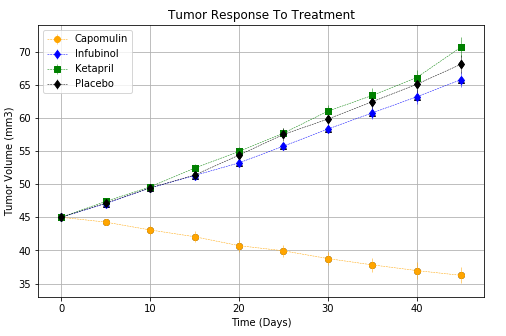 Tumor Response To Treatment
Capomulin
Infubinol
Ketapril
Placebo
Tumor Volume (mm3)
70
65
60
55
50
45
40
35
0
10
20
30
40
Time (Days)